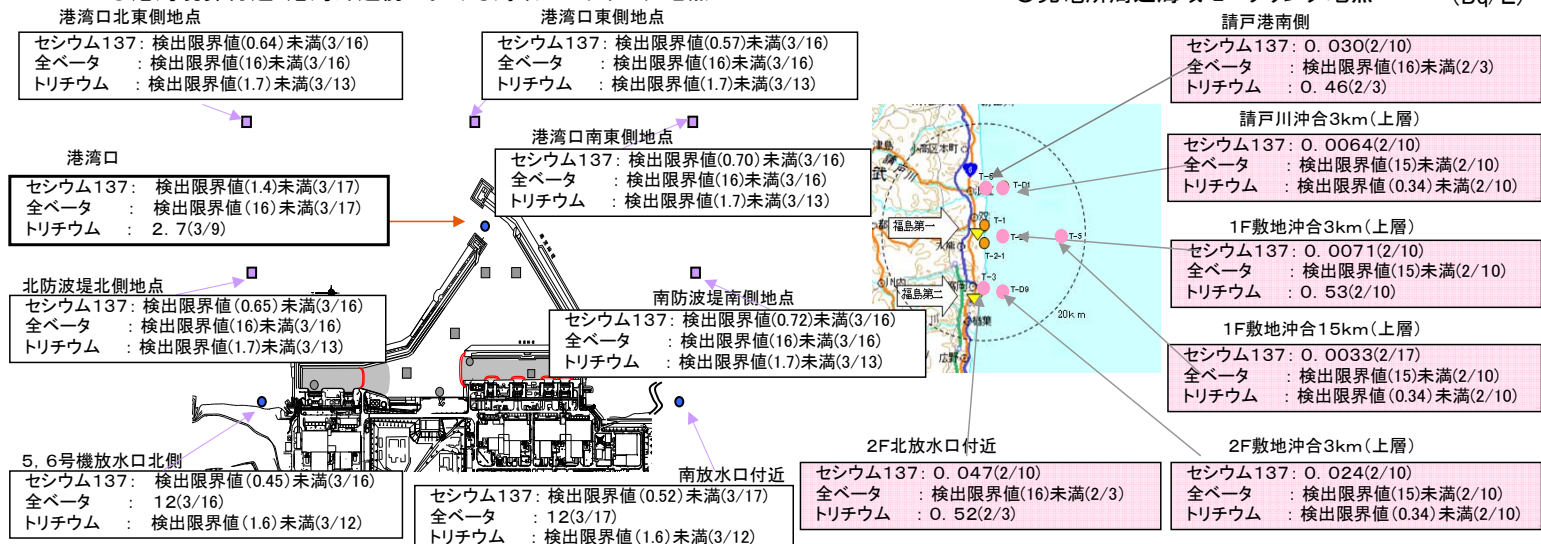 (Bq/L)
港湾口北東側地点
セシウム137: 検出限界値(0.64)未満(3/16)
全ベータ : 検出限界値(16)未満(3/16)
トリチウム : 検出限界値(1.7)未満(3/13)
港湾口東側地点
セシウム137: 検出限界値(0.57)未満(3/16)
全ベータ : 検出限界値(16)未満(3/16)
トリチウム : 検出限界値(1.7)未満(3/13)
港湾口南東側地点
セシウム137: 検出限界値(0.70)未満(3/16)
全ベータ : 検出限界値(16)未満(3/16)
トリチウム : 検出限界値(1.7)未満(3/13)
港湾口
セシウム137: 検出限界値(1.4)未満(3/17)
全ベータ : 検出限界値(16)未満(3/17)
トリチウム : 2.7(3/9)
北防波堤北側地点
セシウム137: 検出限界値(0.65)未満(3/16)
全ベータ : 検出限界値(16)未満(3/16)
トリチウム : 検出限界値(1.7)未満(3/13)
南防波堤南側地点
セシウム137: 検出限界値(0.72)未満(3/16)
全ベータ : 検出限界値(16)未満(3/16)
トリチウム : 検出限界値(1.7)未満(3/13)
5,6号機放水口北側
セシウム137: 検出限界値(0.45)未満(3/16)
全ベータ : 12(3/16)
トリチウム : 検出限界値(1.6)未満(3/12)
南放水口付近
セシウム137: 検出限界値(0.52)未満(3/17)
全ベータ : 12(3/17)
トリチウム : 検出限界値(1.6)未満(3/12)
請戸港南側
セシウム137: 0.030(2/10)
全ベータ : 検出限界値(16)未満(2/3)
トリチウム : 0.46(2/3)
請戸川沖合3km(上層)
セシウム137: 0.0064(2/10)
全ベータ : 検出限界値(15)未満(2/10)
トリチウム : 検出限界値(0.34)未満(2/10)
1F敷地沖合3km(上層)
セシウム137: 0.0071(2/10)
全ベータ : 検出限界値(15)未満(2/10)
トリチウム : 0.53(2/10)
1F敷地沖合15km(上層)
セシウム137: 0.0033(2/17)
全ベータ : 検出限界値(15)未満(2/10)
トリチウム : 検出限界値(0.34)未満(2/10)
2F敷地沖合3km(上層)
セシウム137: 0.024(2/10)
全ベータ : 検出限界値(15)未満(2/10)
トリチウム : 検出限界値(0.34)未満(2/10)
2F北放水口付近
セシウム137: 0.047(2/10)
全ベータ : 検出限界値(16)未満(2/3)
トリチウム : 0.52(2/3)
小高区本町
請戸川
T-6
T-D1
T-1
福島第一
T-5
T-2-1
T-3
福島第二
T-D9
20km
広野